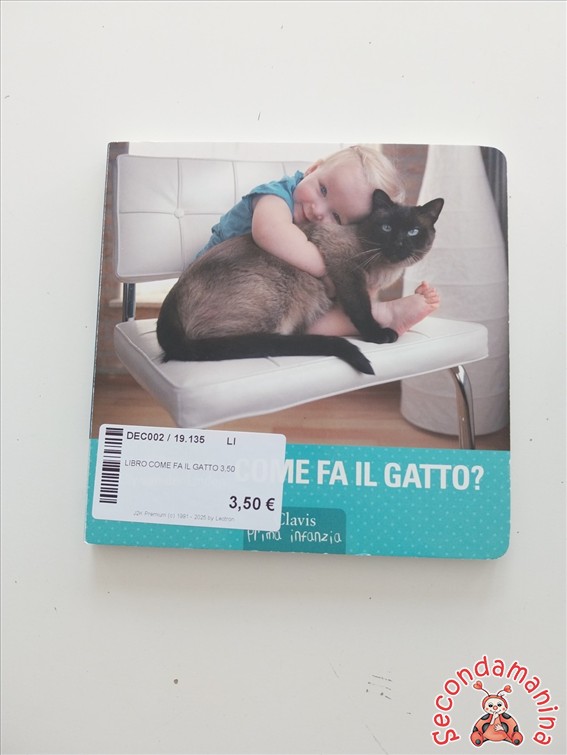 DEC002 / 19.135 LI
LIBRO COME FA IL GATTO 3.50
3,50 €
COME FA IL GATTO?
Clavis
prima infanzia
Secondamanina